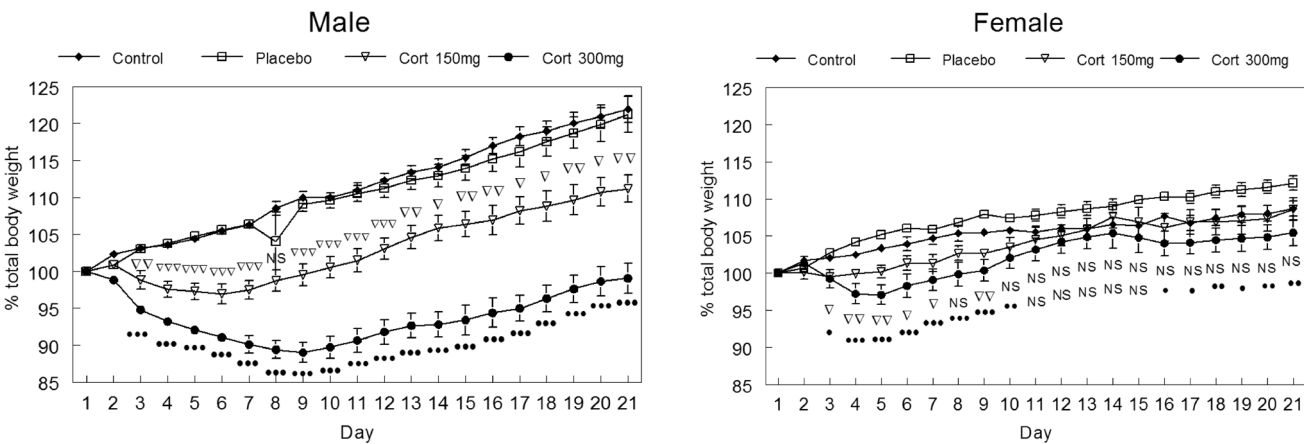 Male
Control Placebo Cort 150mg Cort 300mg
125
120
115
110
105
100
95
90
85
% total body weight
NS
1 2 3 4 5 6 7 8 9 10 11 12 13 14 15 16 17 18 19 20 21
Day
Female
Control Placebo Cort 150mg Cort 300mg
125
120
115
110
105
100
95
90
85
% total body weight
NS NS NS NS NS NS NS NS NS NS NS NS NS
NS NS NS NS NS
1 2 3 4 5 6 7 8 9 10 11 12 13 14 15 16 17 18 19 20 21
Day